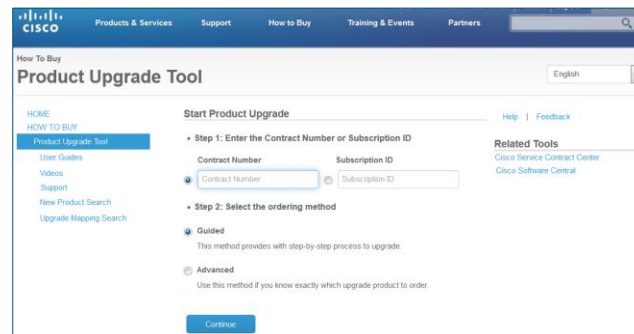 CISCO
Products & Services Support How to Buy Training & Events Partners
How To Buy
Product Upgrade Tool
English
HOME
HOW TO BUY
Product Upgrade Tool
User Guides
Videos
Support
New Product Search
Upgrade Mapping Search
Start Product Upgrade
• Step 1: Enter the Contract Number or Subscription ID
Contract Number Subscription ID
Contract Number Subscription ID
• Step 2: Select the ordering method
Guided
This method provides with step-by-step process to upgrade.
Advanced
Use this method if you know exactly which upgrade product to order.
Continue
Help | Feedback
Related Tools
Cisco Service Contract Center
Cisco Software Central